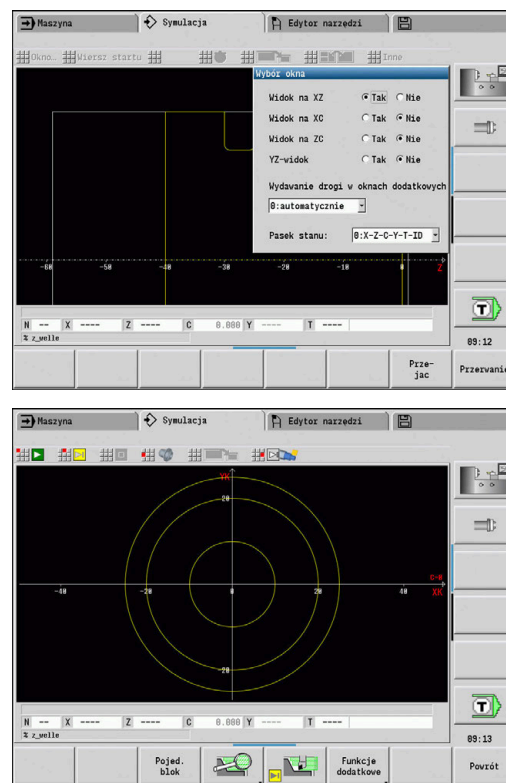 Maszyna Symulacja Edytor narzędzi
Okno.. Wiersz startu Inne
Wybór okna
Widok na XZ Tak Nie
Widok na XC Tak Nie
Widok na ZC Tak Nie
YZ-widok Tak Nie
Wydawanie drogi w oknach dodatkowych
0:automatycznie
Pasek stanu: 0:X-Z-C-Y-T-ID
-60 -50 -40 -30 -20 -10 0 Z
N -- X ---- Z ---- C 0.000 Y ---- T ----
% z_welle
T
09:12
Prze-
jac
Przerwanie
Maszyna Symulacja Edytor narzędzi
YK
20
C-0
-40 -20 0 20 40 XK
-20
N -- X ---- Z ---- C 0.000 Y ---- T ----
% z_welle
T
09:13
Pojed.
blok
Funkcje
dodatkowe
Powrót